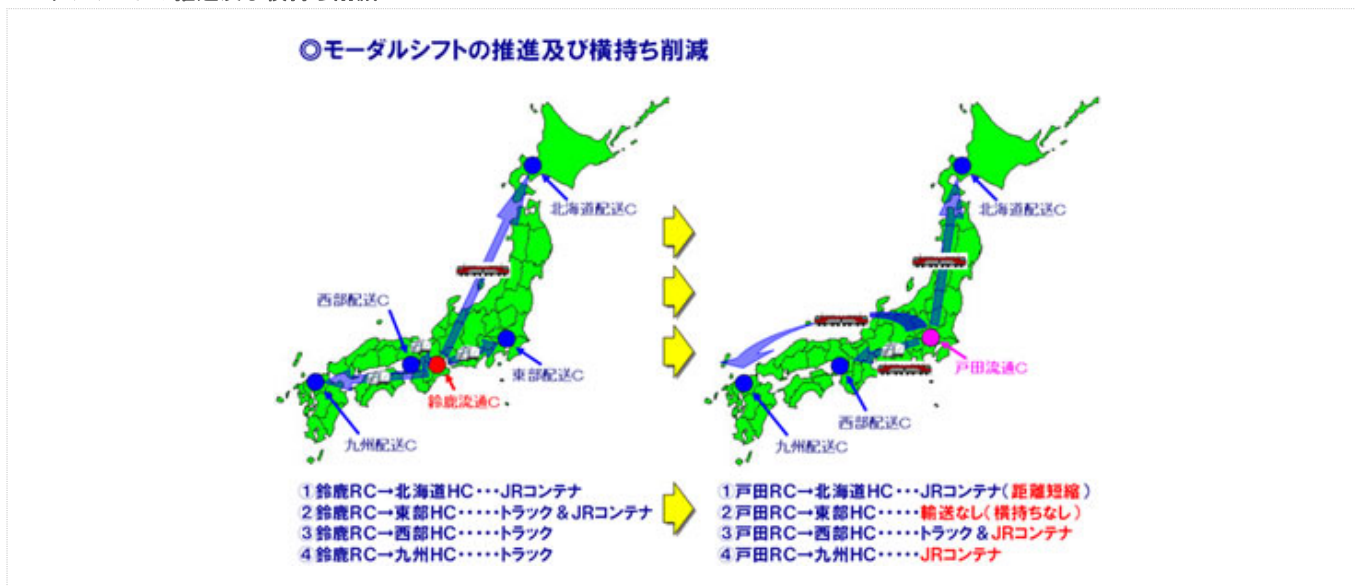 ◎モーダルシフトの推進及び横持ち削減
北海道配送C
西部配送C
東部配送C
鈴鹿流通C
九州配送C
①鈴鹿RC→北海道HC・・・JRコンテナ
②鈴鹿RC→東部HC・・・・・トラック&JRコンテナ
③鈴鹿RC→西部HC・・・・・トラック
④鈴鹿RC→九州HC・・・・・トラック
北海道配送C
戸田流通C
西部配送C
九州配送C
①戸田RC→北海道HC・・・JRコンテナ(距離短縮)
②戸田RC→東部HC・・・・・輸送なし(横持ちなし)
③戸田RC→西部HC・・・・・トラック&JRコンテナ
④戸田RC→九州HC・・・・・JRコンテナ